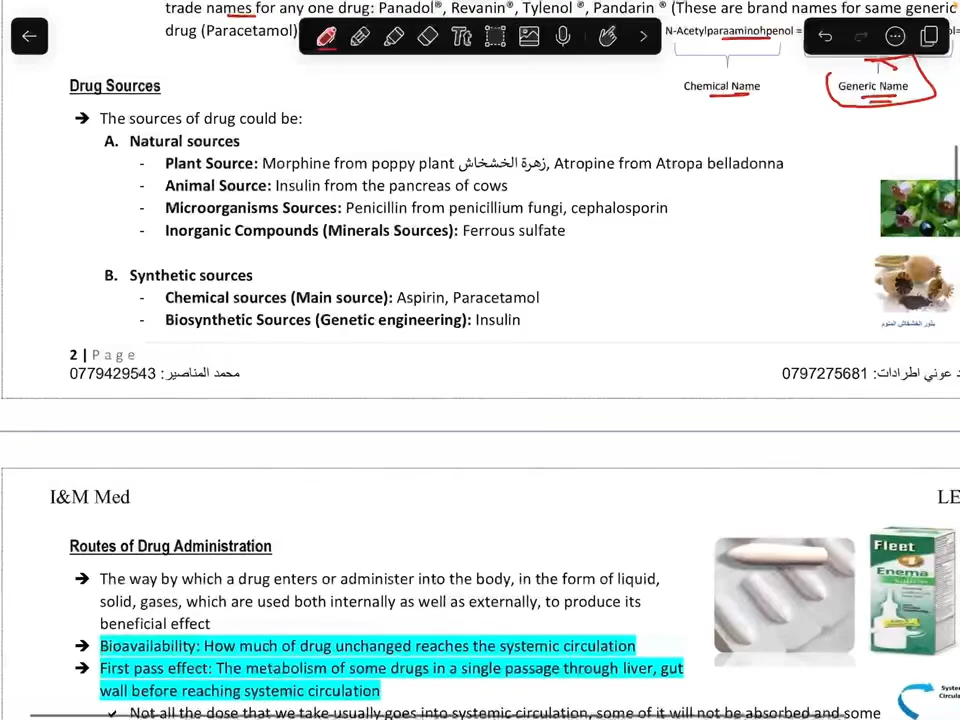 trade names for any one drug: Panadol®, Revanin®, Tylenol ®, Pandarin ® (These are brand names for same generic
drug (Paracetamol)
N-Acetylparaaminohpenol =
Chemical Name
Generic Name
Drug Sources
➔ The sources of drug could be:
A. Natural sources
- Plant Source: Morphine from poppy plant زهرة الخشخاش, Atropine from Atropa belladonna
- Animal Source: Insulin from the pancreas of cows
- Microorganisms Sources: Penicillin from penicillium fungi, cephalosporin
- Inorganic Compounds (Minerals Sources): Ferrous sulfate
B. Synthetic sources
- Chemical sources (Main source): Aspirin, Paracetamol
- Biosynthetic Sources (Genetic engineering): Insulin
بذور الخشخاش المنوم
2 | Page
محمد المناصير: 0779429543
د عوني اطرادات: 0797275681
I&M Med
LE
Routes of Drug Administration
➔ The way by which a drug enters or administer into the body, in the form of liquid,
solid, gases, which are used both internally as well as externally, to produce its
beneficial effect
➔ Bioavailability: How much of drug unchanged reaches the systemic circulation
➔ First pass effect: The metabolism of some drugs in a single passage through liver, gut
wall before reaching systemic circulation
✓ Not all the dose that we take usually goes into systemic circulation, some of it will not be absorbed and some
Fleet
Enema
Syste
Circula